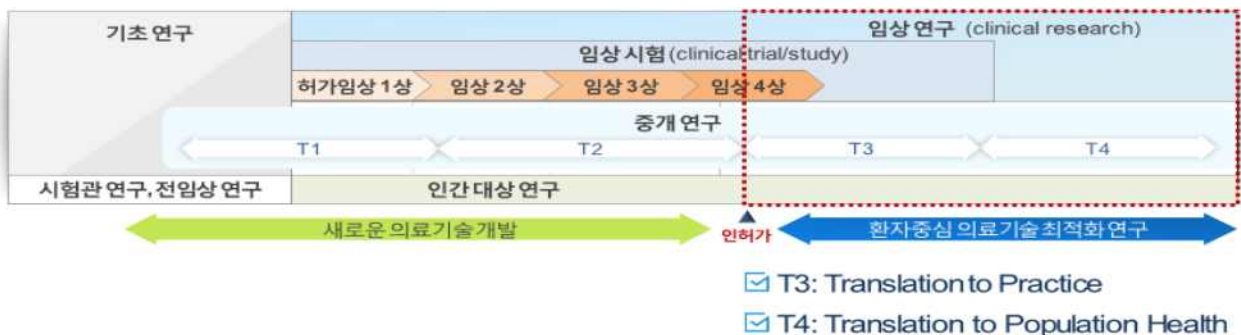 기초 연구
임상 연구 (clinical research)
임상 시험 (clinical trial/study)
허가임상 1상 임상 2상 임상 3상 임상 4상
중개 연구
T1 T2 T3 T4
시험관 연구, 전임상 연구 인간 대상 연구
새로운 의료기술 개발 인허가 환자중심 의료기술 최적화 연구
☑ T3: Translation to Practice
☑ T4: Translation to Population Health